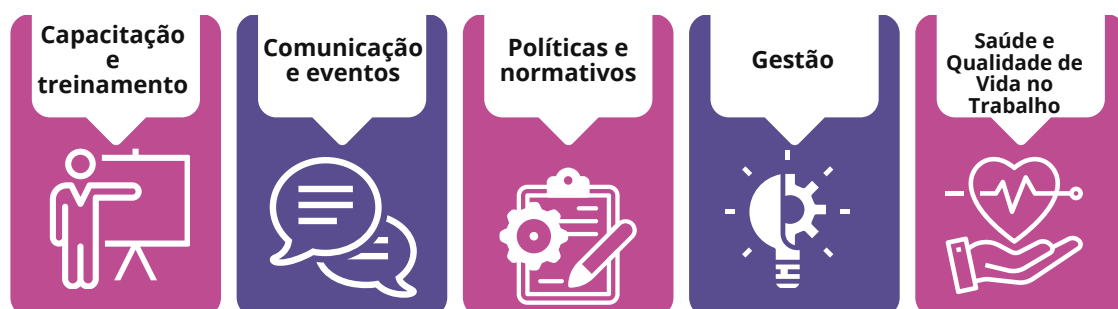 Capacitação
e
treinamento
Comunicação
e eventos
Políticas e
normativos
Gestão
Saúde e
Qualidade de
Vida no
Trabalho